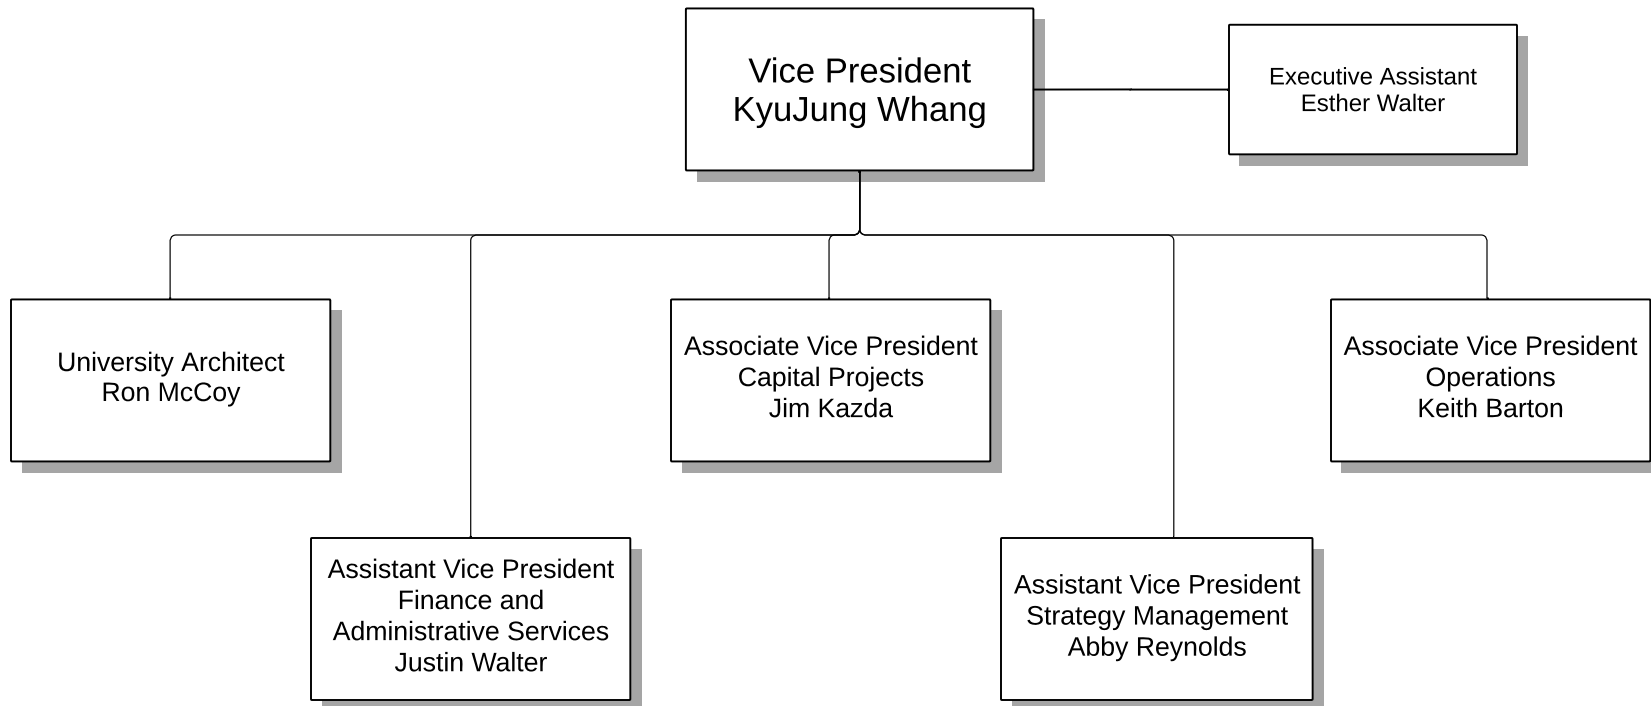 Vice President
KyuJung Whang
Executive Assistant
Esther Walter
University Architect
Ron McCoy
Associate Vice President
Capital Projects
Jim Kazda
Associate Vice President
Operations
Keith Barton
Assistant Vice President
Finance and
Administrative Services
Justin Walter
Assistant Vice President
Strategy Management
Abby Reynolds